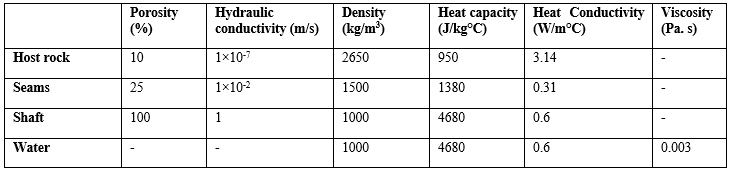 Porosity (%) Hydraulic conductivity (m/s) Density (kg/m³) Heat capacity (J/kg°C) Heat Conductivity (W/m°C) Viscosity (Pa. s)
Host rock 10 1×10⁻⁷ 2650 950 3.14 -
Seams 25 1×10⁻² 1500 1380 0.31 -
Shaft 100 1 1000 4680 0.6 -
Water - - 1000 4680 0.6 0.003